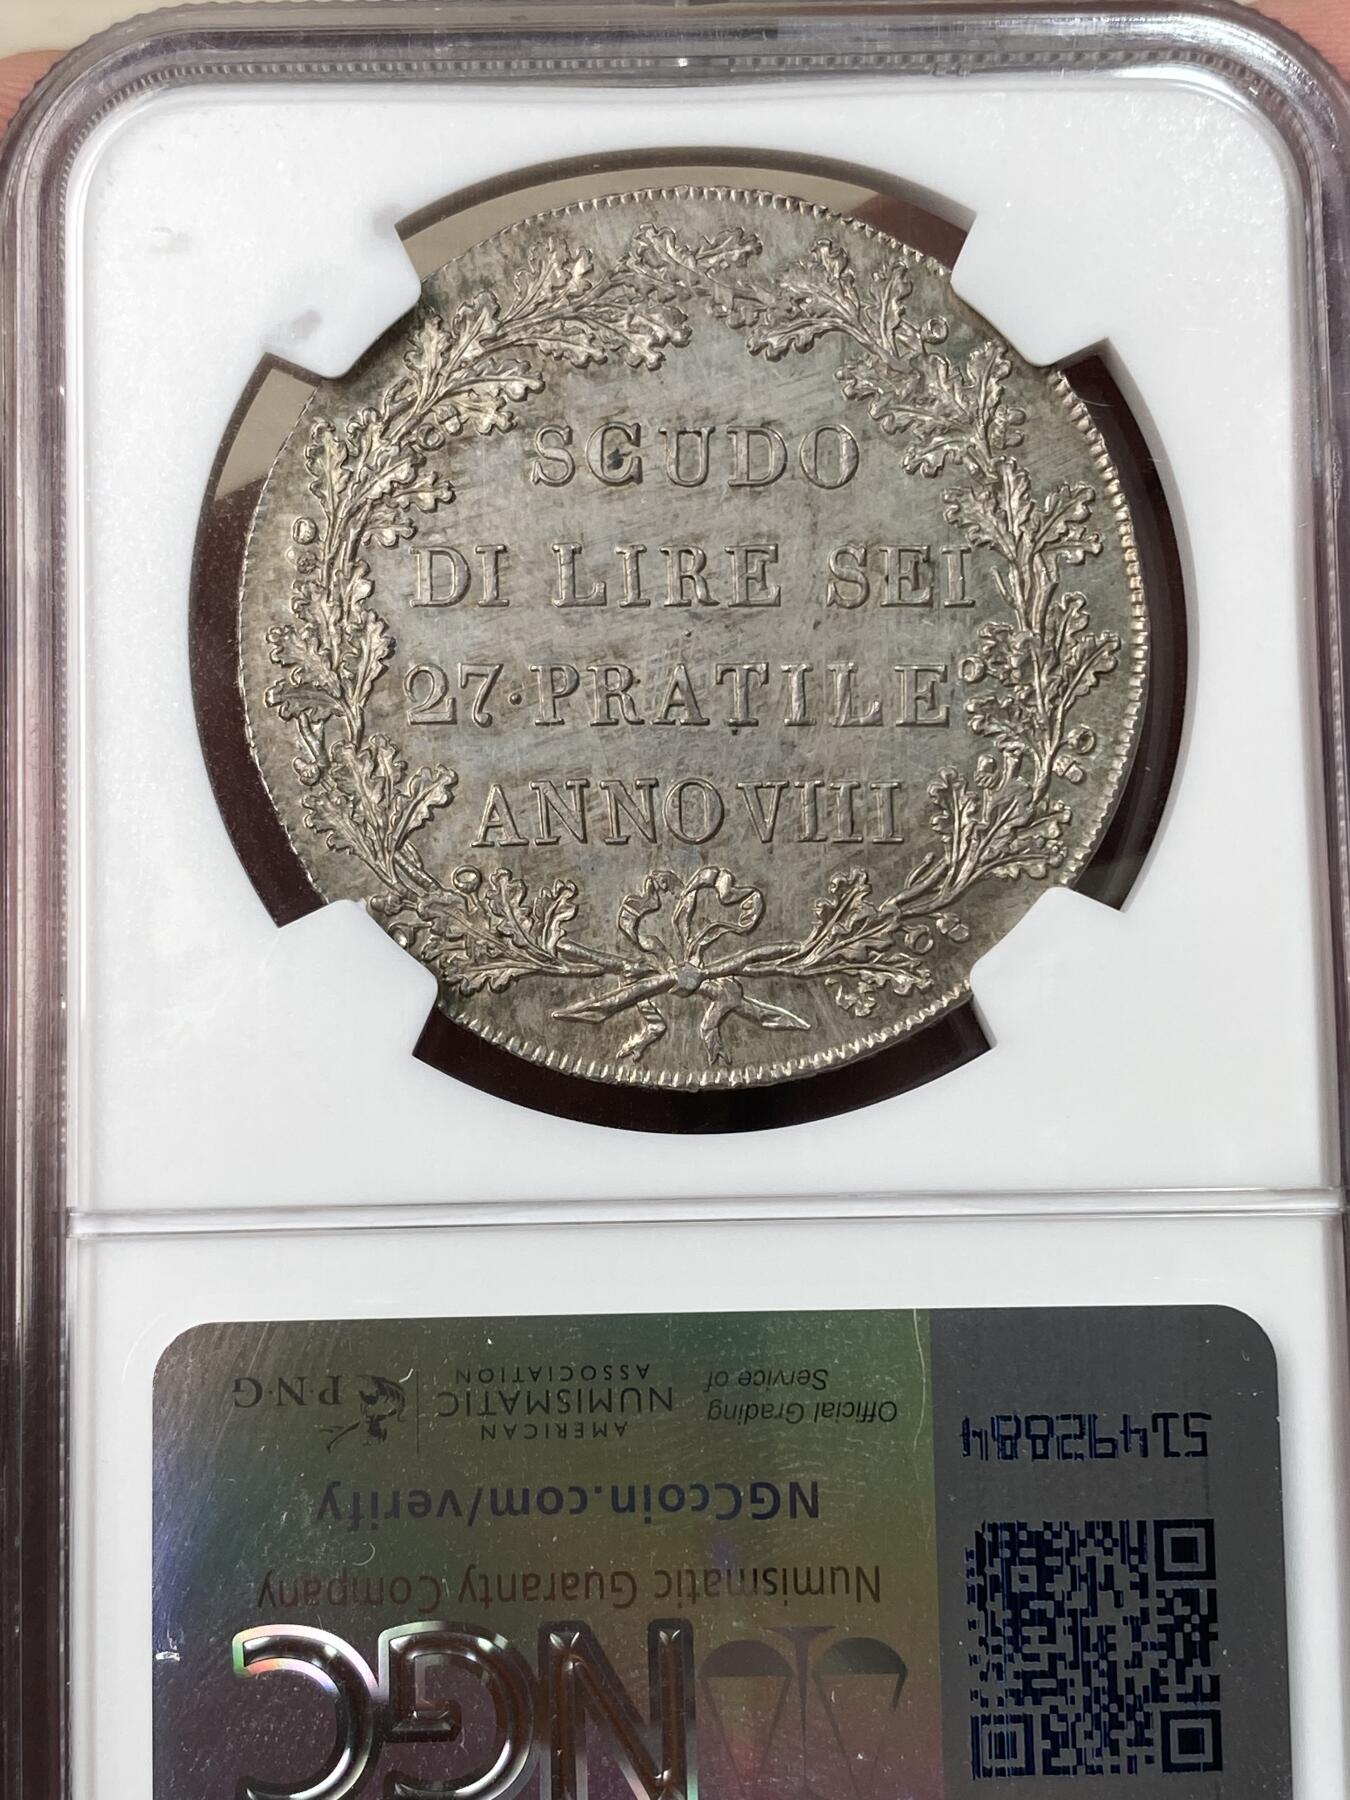 SCUDO
DI LIRE SEI
27·PRATILE
ANNO VIII
NGC
Numismatic Guaranty Company
NGCcoin.com/verify
Official Grading
Service of
AMERICAN
NUMISMATIC
ASSOCIATION
P·N·G
51492884